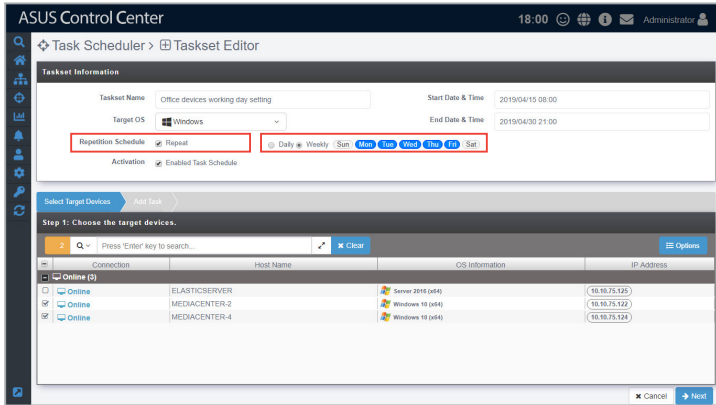 ASUS Control Center 18:00 Administrator
Task Scheduler > Taskset Editor
Taskset Information
Taskset Name Office devices working day setting Start Date & Time 2019/04/15 08:00
Target OS Windows End Date & Time 2019/04/30 21:00
Repetition Schedule Repeat Daily Weekly Sun Mon Tue Wed Thu Fri Sat
Activation Enabled Task Schedule
Select Target Devices Add Task
Step 1: Choose the target devices.
2 Press 'Enter' key to search... Clear Options
Connection Host Name OS Information IP Address
Online (3)
Online ELASTICSERVER Server 2016 (x64) 10.10.75.125
Online MEDIACENTER-2 Windows 10 (x64) 10.10.75.122
Online MEDIACENTER-4 Windows 10 (x64) 10.10.75.124
Cancel Next